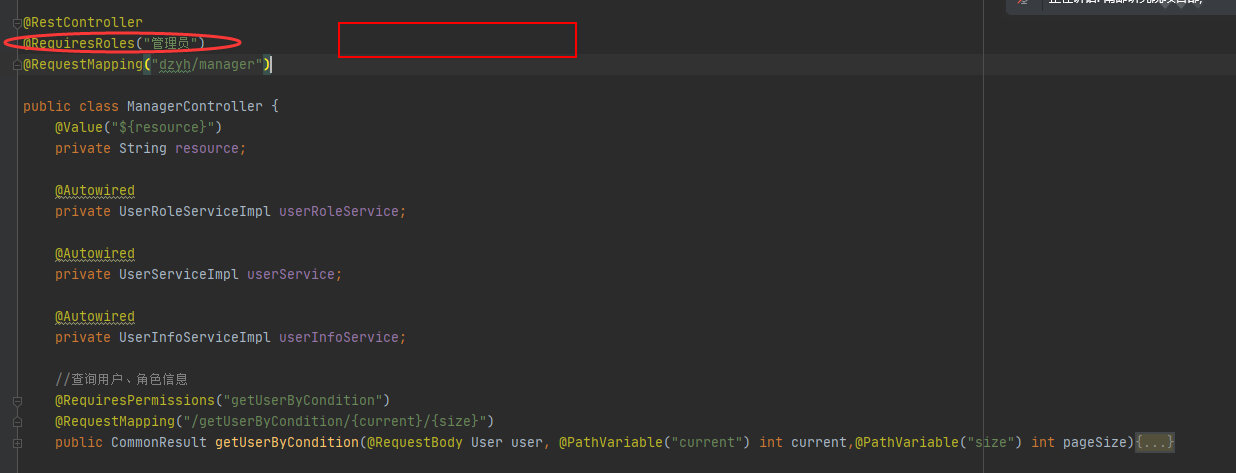 @RestController
@RequiresRoles("管理员")
@RequestMapping("dzyh/manager")
public class ManagerController {
@Value("${resource}")
private String resource;
@Autowired
private UserRoleServiceImpl userRoleService;
@Autowired
private UserServiceImpl userService;
@Autowired
private UserInfoServiceImpl userInfoService;
//查询用户、角色信息
@RequiresPermissions("getUserByCondition")
@RequestMapping("/getUserByCondition/{current}/{size}")
public CommonResult getUserByCondition(@RequestBody User user, @PathVariable("current") int current,@PathVariable("size") int pageSize){...}